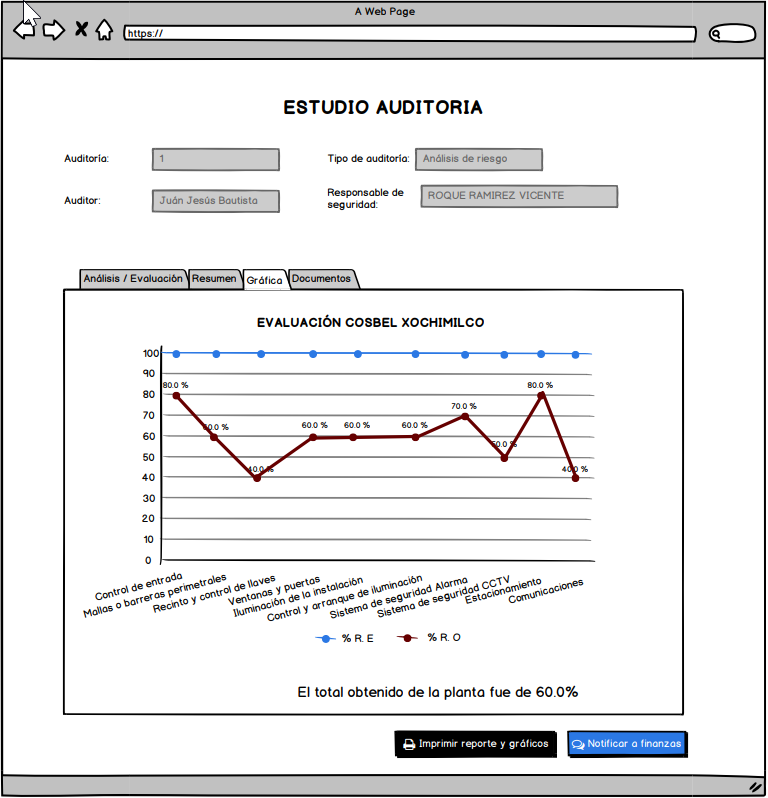 A Web Page
https://
ESTUDIO AUDITORIA
Auditoría: 1 Tipo de auditoría: Análisis de riesgo
Auditor: Juán Jesús Bautista Responsable de seguridad: ROQUE RAMIREZ VICENTE
Análisis / Evaluación Resumen Gráfica Documentos
EVALUACIÓN COSBEL XOCHIMILCO
100
90
80
70
60
50
40
30
20
10
0
80.0 %
60.0 %
40.0 %
60.0 %
60.0 %
60.0 %
70.0 %
50.0 %
80.0 %
40.0 %
Control de entrada
Mallas o barreras perimetrales
Recinto y control de llaves
Ventanas y puertas
Iluminación de la instalación
Control y arranque de iluminación
Sistema de seguridad Alarma
Sistema de seguridad CCTV
Estacionamiento
Comunicaciones
% R. E % R. O
El total obtenido de la planta fue de 60.0%
Imprimir reporte y gráficos Notificar a finanzas